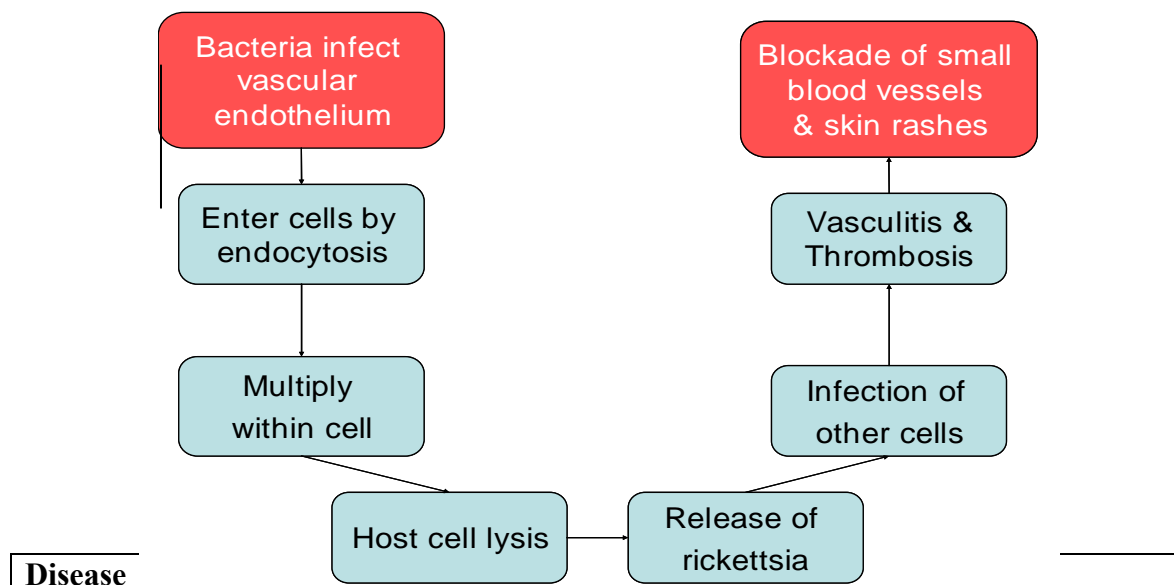 Bacteria infect
vascular
endothelium
Enter cells by
endocytosis
Multiply
within cell
Host cell lysis
Release of
rickettsia
Infection of
other cells
Vasculitis &
Thrombosis
Blockade of small
blood vessels
& skin rashes
Disease